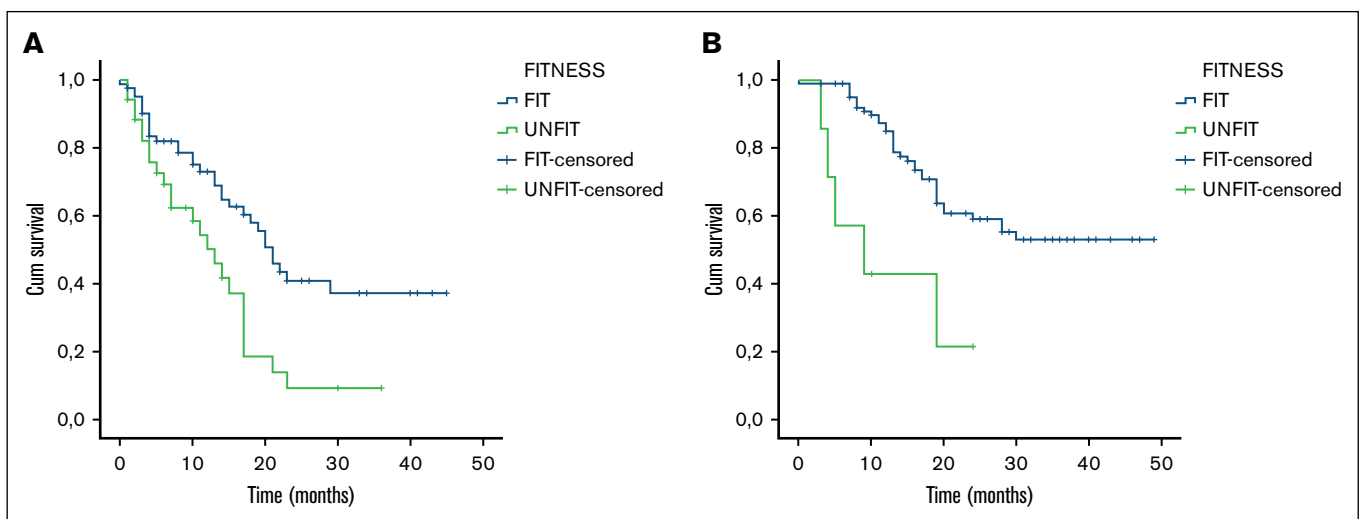 A
Cum survival
1,0
0,8
0,6
0,4
0,2
0,0
0 10 20 30 40 50
Time (months)
FITNESS
FIT
UNFIT
FIT-censored
UNFIT-censored
B
Cum survival
1,0
0,8
0,6
0,4
0,2
0,0
0 10 20 30 40 50
Time (months)
FITNESS
FIT
UNFIT
FIT-censored
UNFIT-censored